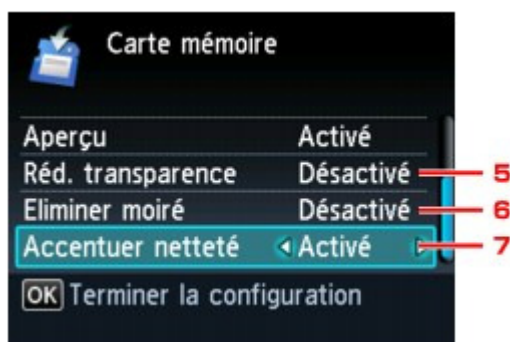 Carte mémoire
Aperçu Activé
Réd. transparence Désactivé 5
Eliminer moiré Désactivé 6
Accentuer netteté Activé 7
OK Terminer la configuration